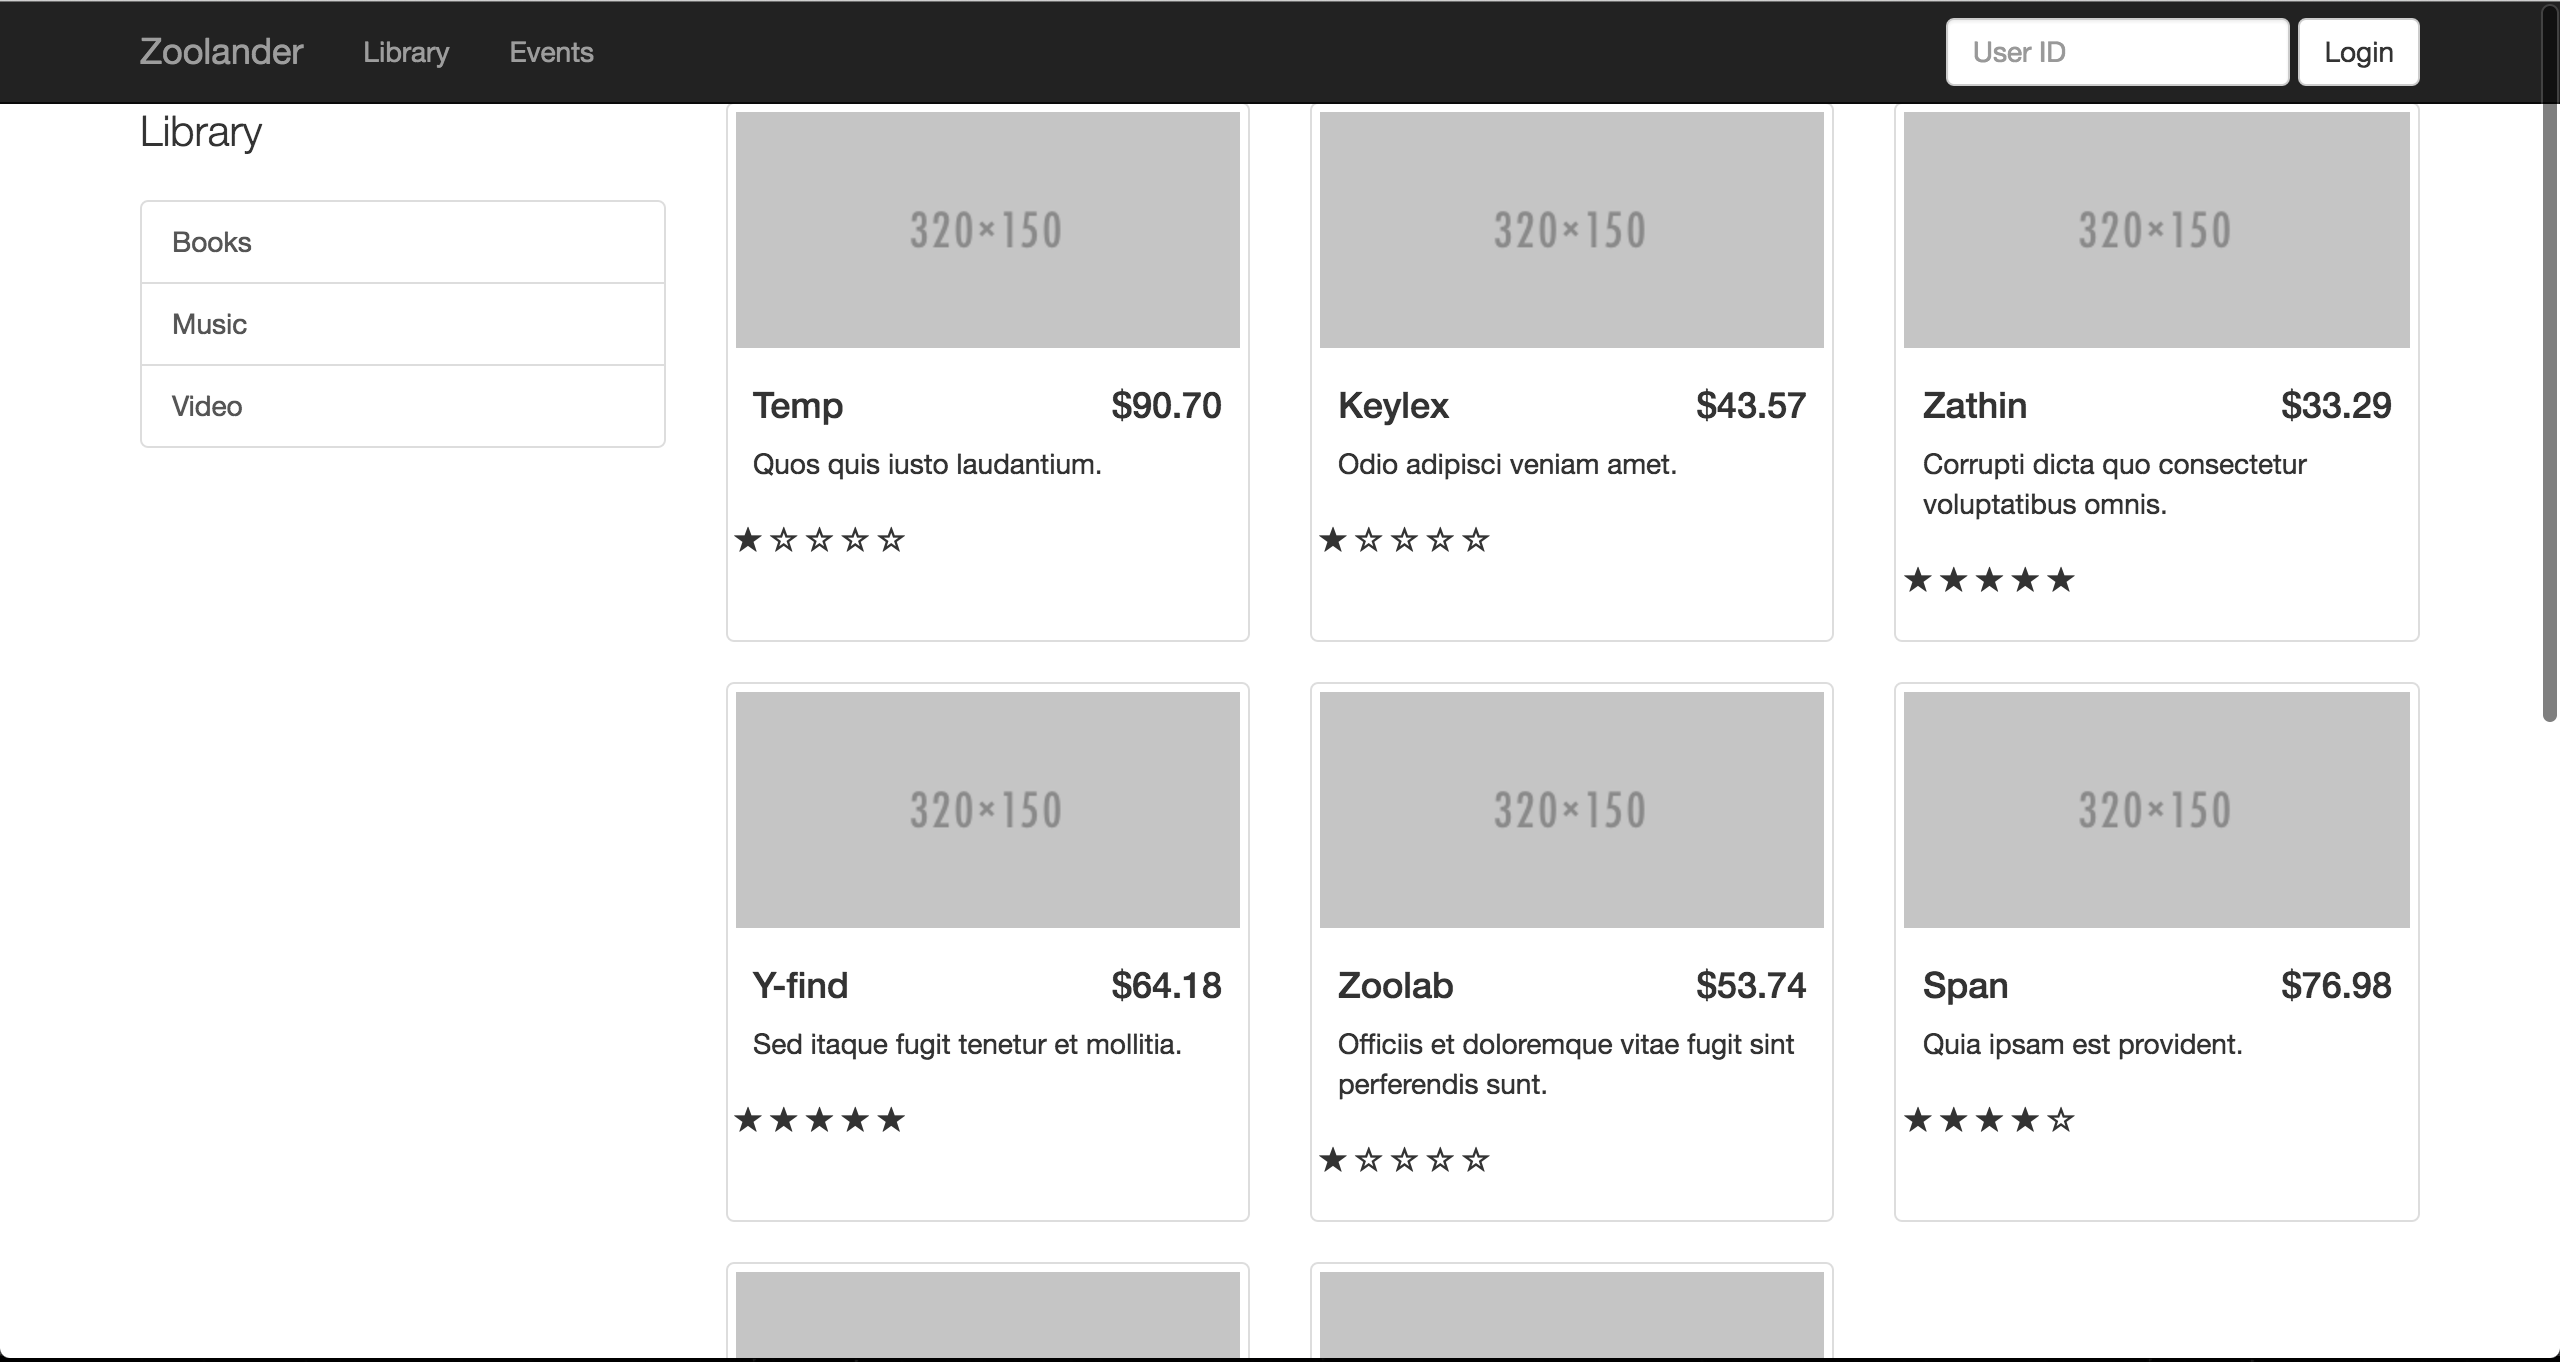 Zoolander Library Events User ID Login
Library
Books
Music
Video
320×150
Temp $90.70
Quos quis iusto laudantium.
★ ☆ ☆ ☆ ☆
320×150
Keylex $43.57
Odio adipisci veniam amet.
★ ☆ ☆ ☆ ☆
320×150
Zathin $33.29
Corrupti dicta quo consectetur
voluptatibus omnis.
★ ★ ★ ★ ★
320×150
Y-find $64.18
Sed itaque fugit tenetur et mollitia.
★ ★ ★ ★ ★
320×150
Zoolab $53.74
Officiis et doloremque vitae fugit sint
perferendis sunt.
★ ☆ ☆ ☆ ☆
320×150
Span $76.98
Quia ipsam est provident.
★ ★ ★ ★ ☆